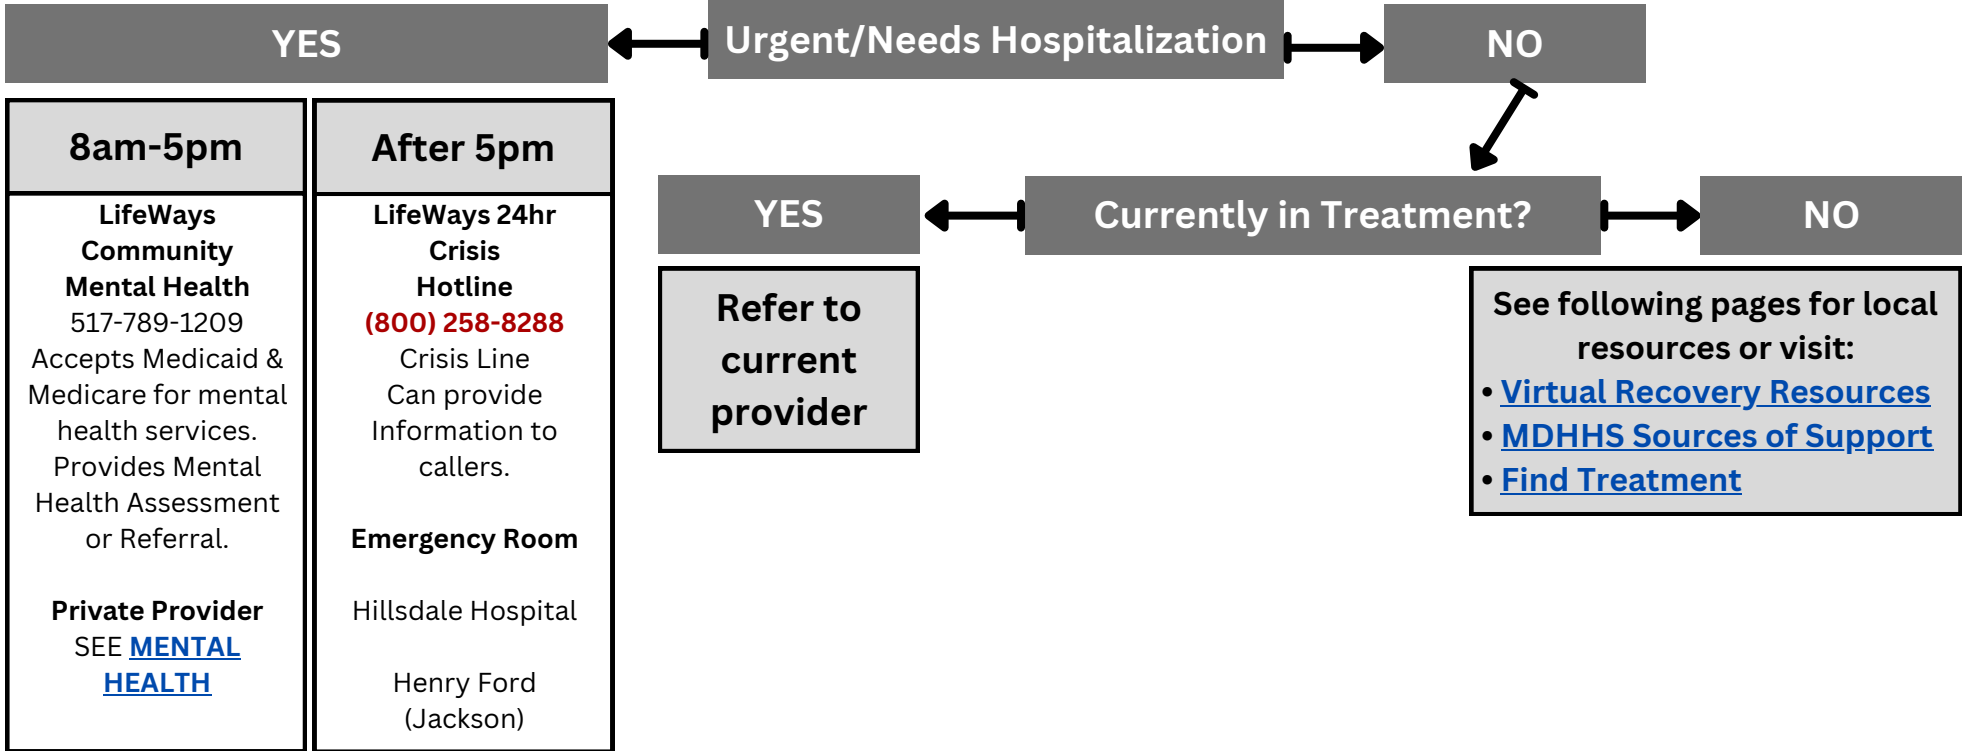 YES
Urgent/Needs Hospitalization
NO
8am-5pm
LifeWays
Community
Mental Health
517-789-1209
Accepts Medicaid &
Medicare for mental
health services.
Provides Mental
Health Assessment
or Referral.
Private Provider
SEE MENTAL
HEALTH
After 5pm
LifeWays 24hr
Crisis
Hotline
(800) 258-8288
Crisis Line
Can provide
Information to
callers.
Emergency Room
Hillsdale Hospital
Henry Ford
(Jackson)
YES
Currently in Treatment?
NO
Refer to
current
provider
See following pages for local
resources or visit:
• Virtual Recovery Resources
• MDHHS Sources of Support
• Find Treatment